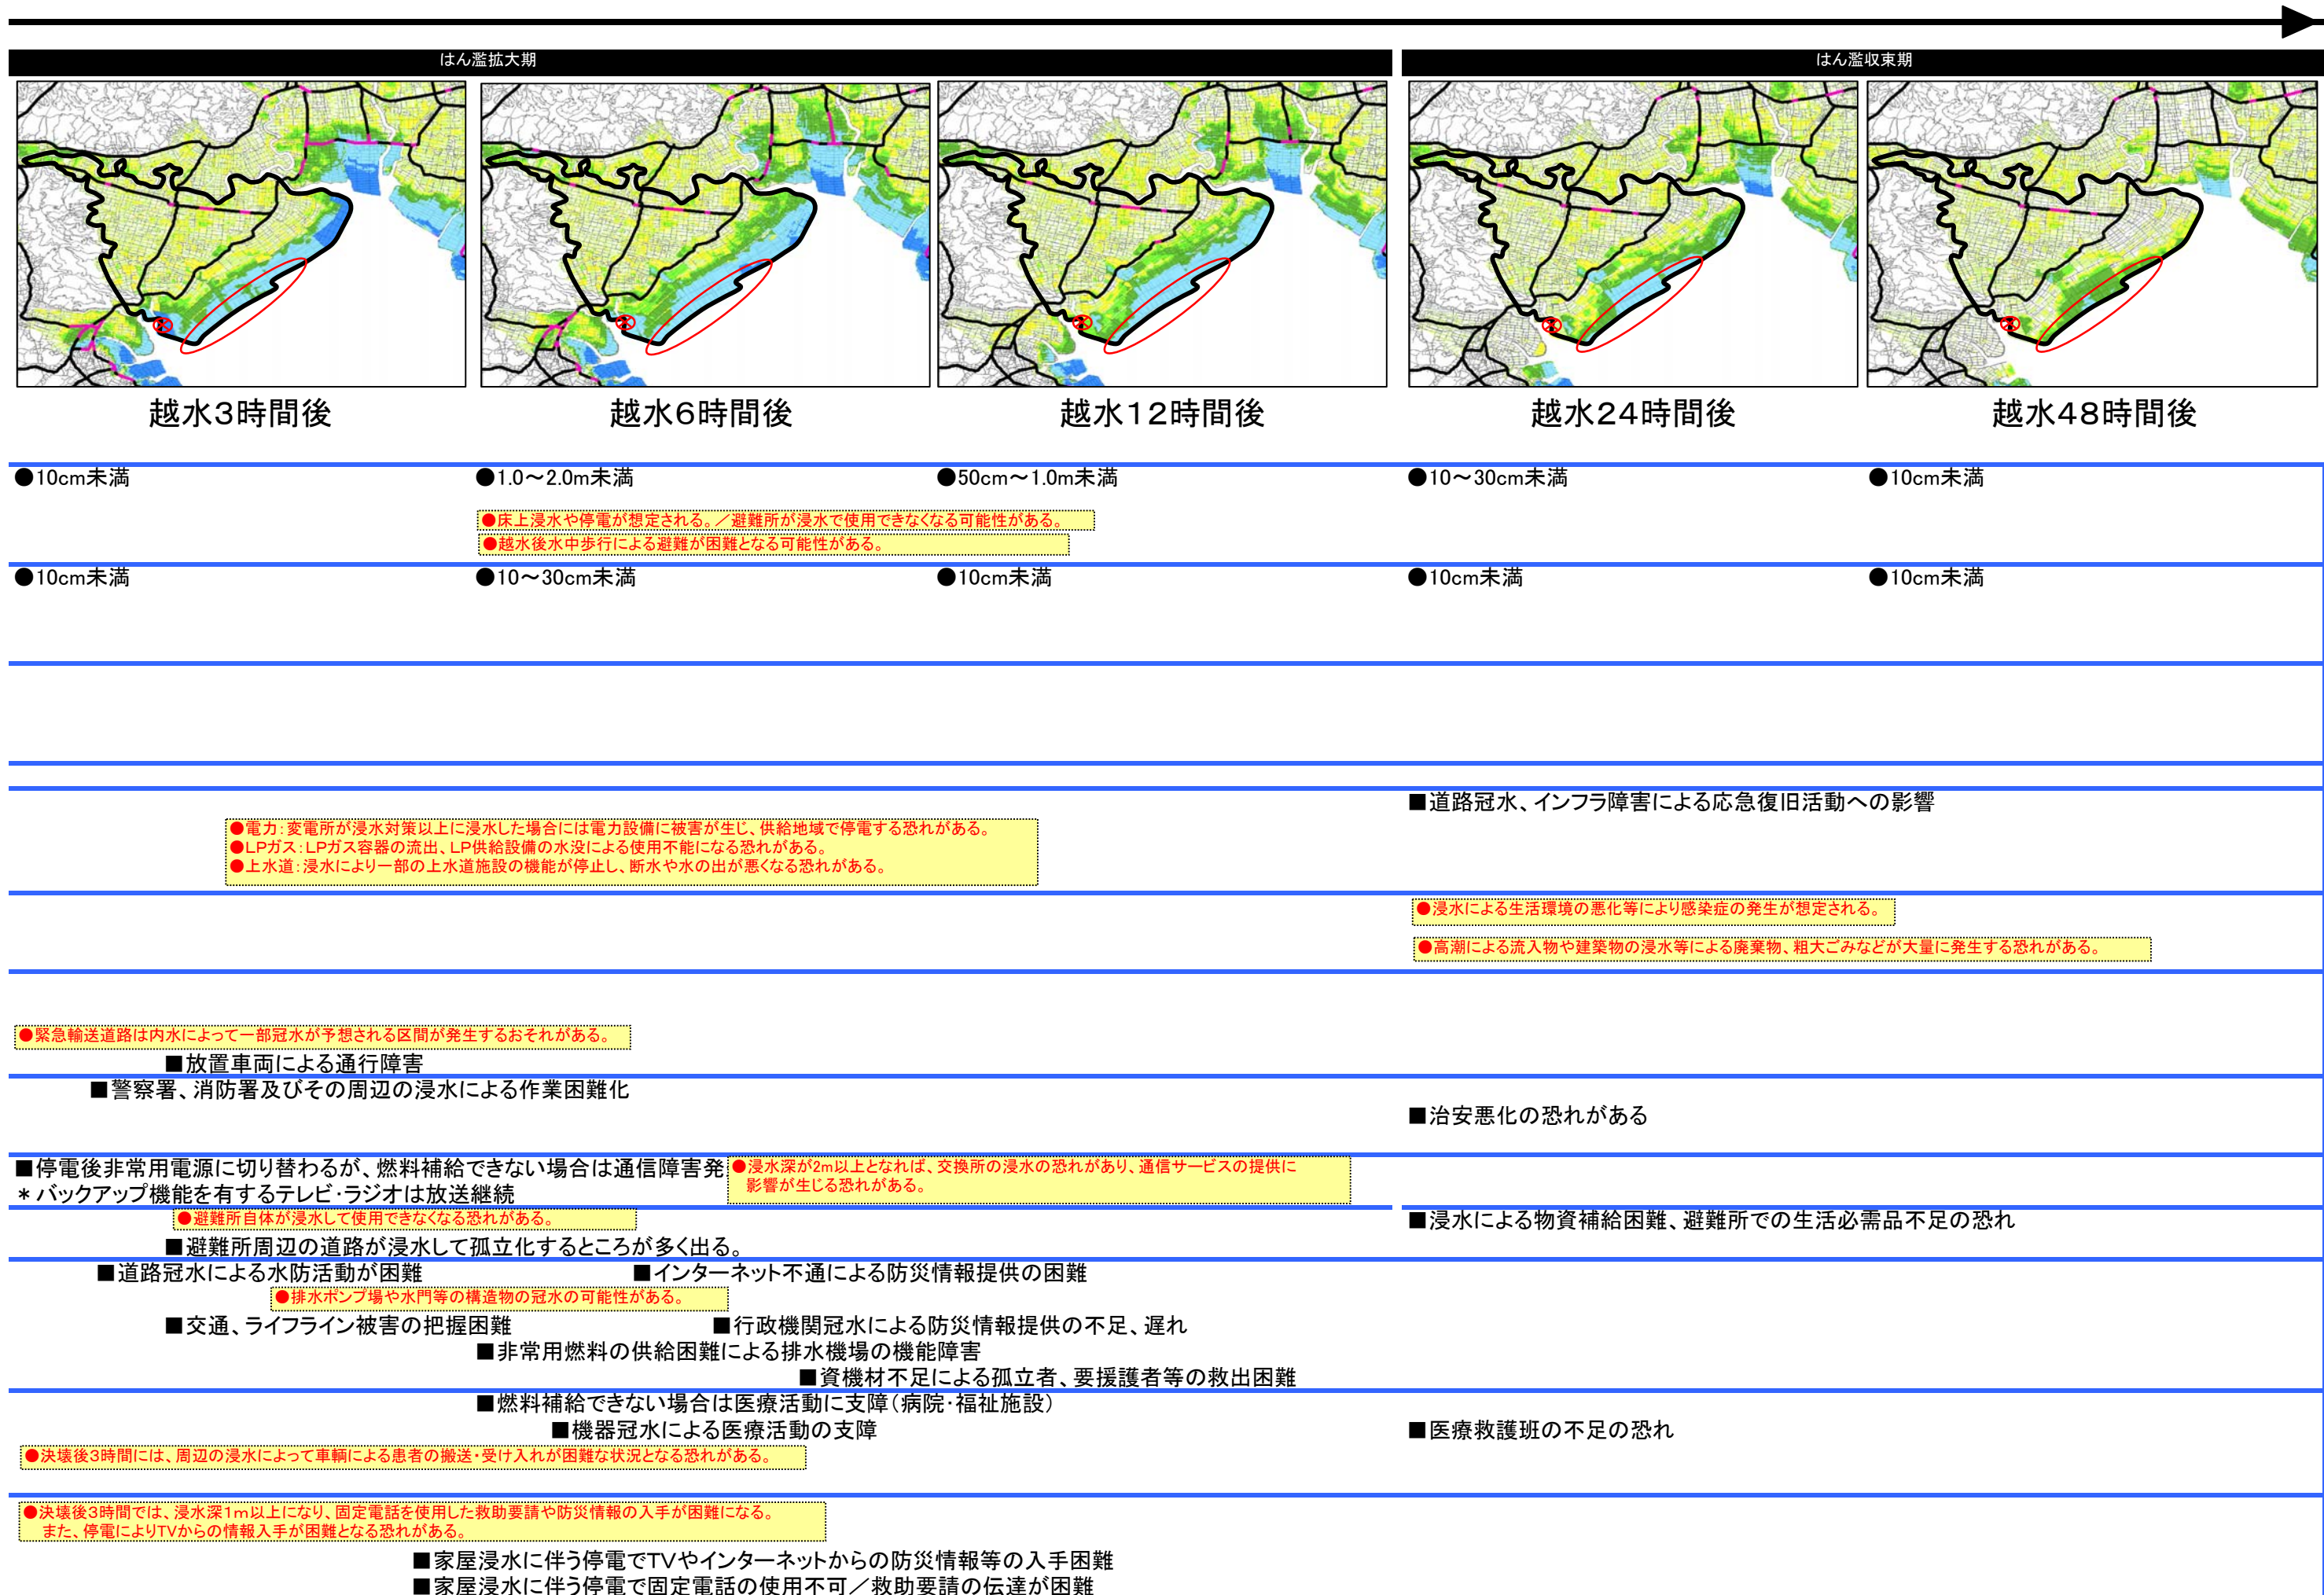 はん濫拡大期
はん濫収束期
越水3時間後
越水6時間後
越水12時間後
越水24時間後
越水48時間後
●10cm未満
●1.0～2.0m未満
●50cm～1.0m未満
●10～30cm未満
●10cm未満
●床上浸水や停電が想定される。／避難所が浸水で使用できなくなる可能性がある。
●越水後水中歩行による避難が困難となる可能性がある。
●10cm未満
●10～30cm未満
●10cm未満
●10cm未満
●10cm未満
■道路冠水、インフラ障害による応急復旧活動への影響
●電力：変電所が浸水対策以上に浸水した場合には電力設備に被害が生じ、供給地域で停電する恐れがある。
●LPガス：LPガス容器の流出、LP供給設備の水没による使用不能になる恐れがある。
●上水道：浸水により一部の上水道施設の機能が停止し、断水や水の出が悪くなる恐れがある。
●浸水による生活環境の悪化等により感染症の発生が想定される。
●高潮による流入物や建築物の浸水等による廃棄物、粗大ごみなどが大量に発生する恐れがある。
●緊急輸送道路は内水によって一部冠水が予想される区間が発生するおそれがある。
■放置車両による通行障害
■警察署、消防署及びその周辺の浸水による作業困難化
■治安悪化の恐れがある
■停電後非常用電源に切り替わるが、燃料補給できない場合は通信障害発
＊バックアップ機能を有するテレビ・ラジオは放送継続
●浸水深が2m以上となれば、交換所の浸水の恐れがあり、通信サービスの提供に
影響が生じる恐れがある。
●避難所自体が浸水して使用できなくなる恐れがある。
■浸水による物資補給困難、避難所での生活必需品不足の恐れ
■避難所周辺の道路が浸水して孤立化するところが多く出る。
■道路冠水による水防活動が困難
■インターネット不通による防災情報提供の困難
●排水ポンプ場や水門等の構造物の冠水の可能性がある。
■交通、ライフライン被害の把握困難
■行政機関冠水による防災情報提供の不足、遅れ
■非常用燃料の供給困難による排水機場の機能障害
■資機材不足による孤立者、要援護者等の救出困難
■燃料補給できない場合は医療活動に支障（病院・福祉施設）
■機器冠水による医療活動の支障
■医療救護班の不足の恐れ
●決壊後3時間には、周辺の浸水によって車輌による患者の搬送・受け入れが困難な状況となる恐れがある。
●決壊後3時間では、浸水深1m以上になり、固定電話を使用した救助要請や防災情報の入手が困難になる。
また、停電によりTVからの情報入手が困難となる恐れがある。
■家屋浸水に伴う停電でTVやインターネットからの防災情報等の入手困難
■家屋浸水に伴う停電で固定電話の使用不可／救助要請の伝達が困難